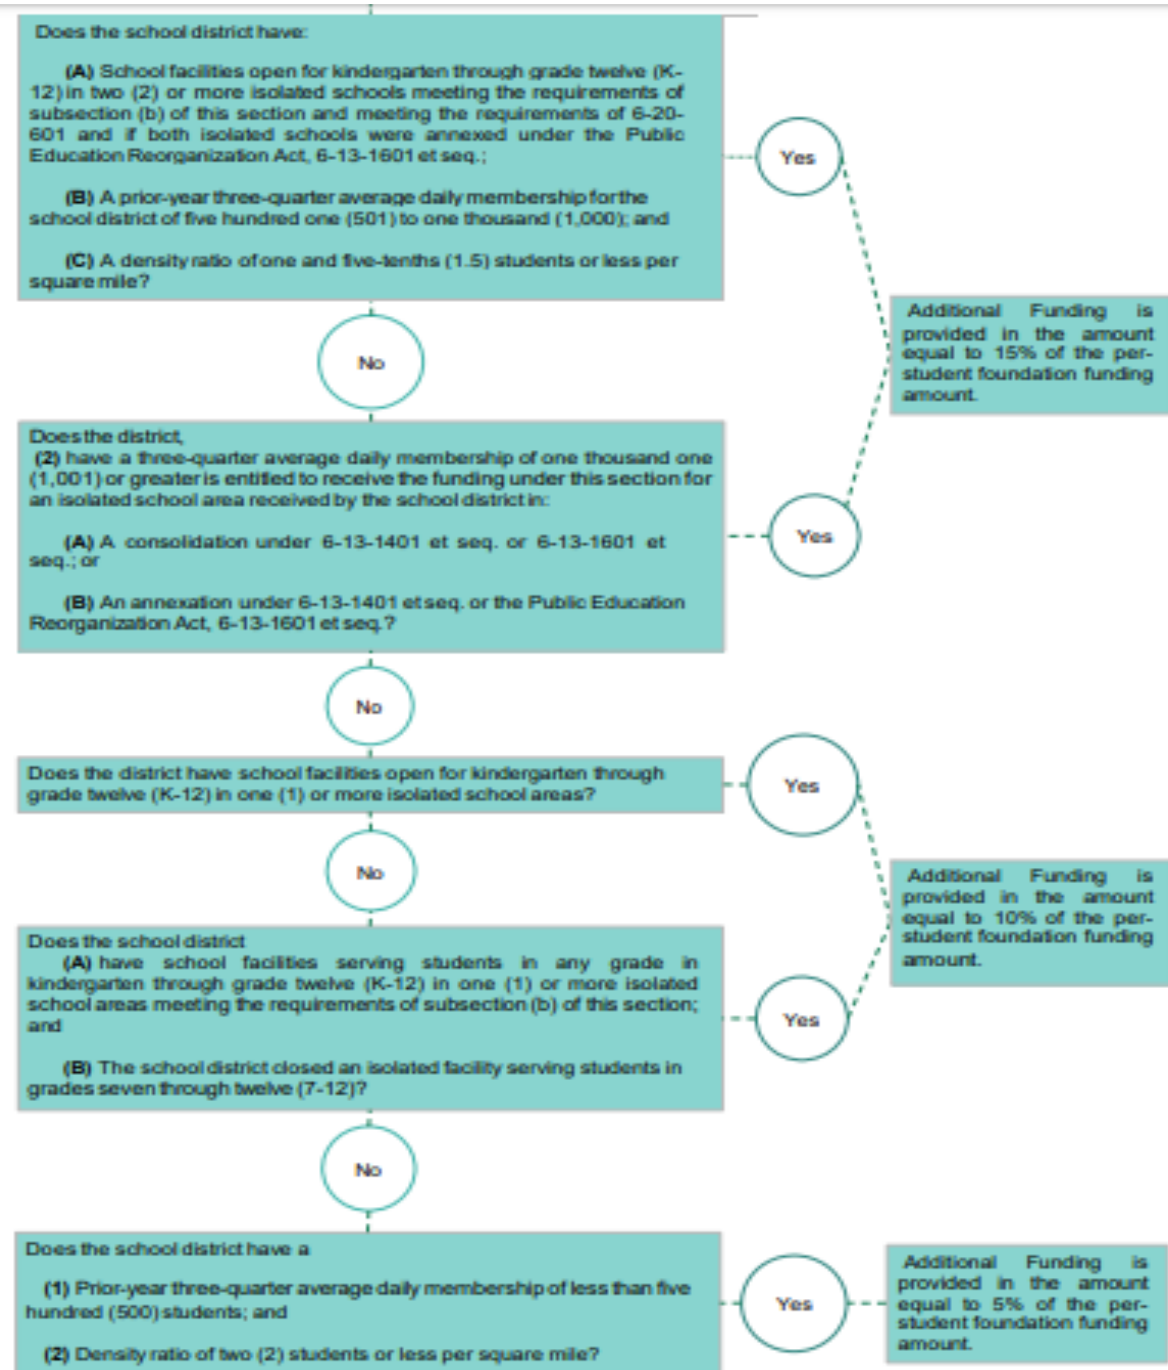 Does the school district have:
(A) School facilities open for kindergarten through grade twelve (K-
12) in two (2) or more isolated schools meeting the requirements of
subsection (b) of this section and meeting the requirements of 6-20-
601 and if both isolated schools were annexed under the Public
Education Reorganization Act, 6-13-1601 et seq.;
(B) A prior-year three-quarter average daily membership for the
school district of five hundred one (501) to one thousand (1,000); and
(C) A density ratio of one and five-tenths (1.5) students or less per
square mile?
Yes
No
Additional Funding is
provided in the amount
equal to 15% of the per-
student foundation funding
amount.
Does the district,
(2) have a three-quarter average daily membership of one thousand one
(1,001) or greater is entitled to receive the funding under this section for
an isolated school area received by the school district in:
(A) A consolidation under 6-13-1401 et seq. or 6-13-1601 et
seq.; or
(B) An annexation under 6-13-1401 et seq. or the Public Education
Reorganization Act, 6-13-1601 et seq.?
Yes
No
Does the district have school facilities open for kindergarten through
grade twelve (K-12) in one (1) or more isolated school areas?
Yes
No
Additional Funding is
provided in the amount
equal to 10% of the per-
student foundation funding
amount.
Does the school district
(A) have school facilities serving students in any grade in
kindergarten through grade twelve (K-12) in one (1) or more isolated
school areas meeting the requirements of subsection (b) of this section;
and
(B) The school district closed an isolated facility serving students in
grades seven through twelve (7-12)?
Yes
No
Does the school district have a
(1) Prior-year three-quarter average daily membership of less than five
hundred (500) students; and
(2) Density ratio of two (2) students or less per square mile?
Yes
Additional Funding is
provided in the amount
equal to 5% of the per-
student foundation funding
amount.